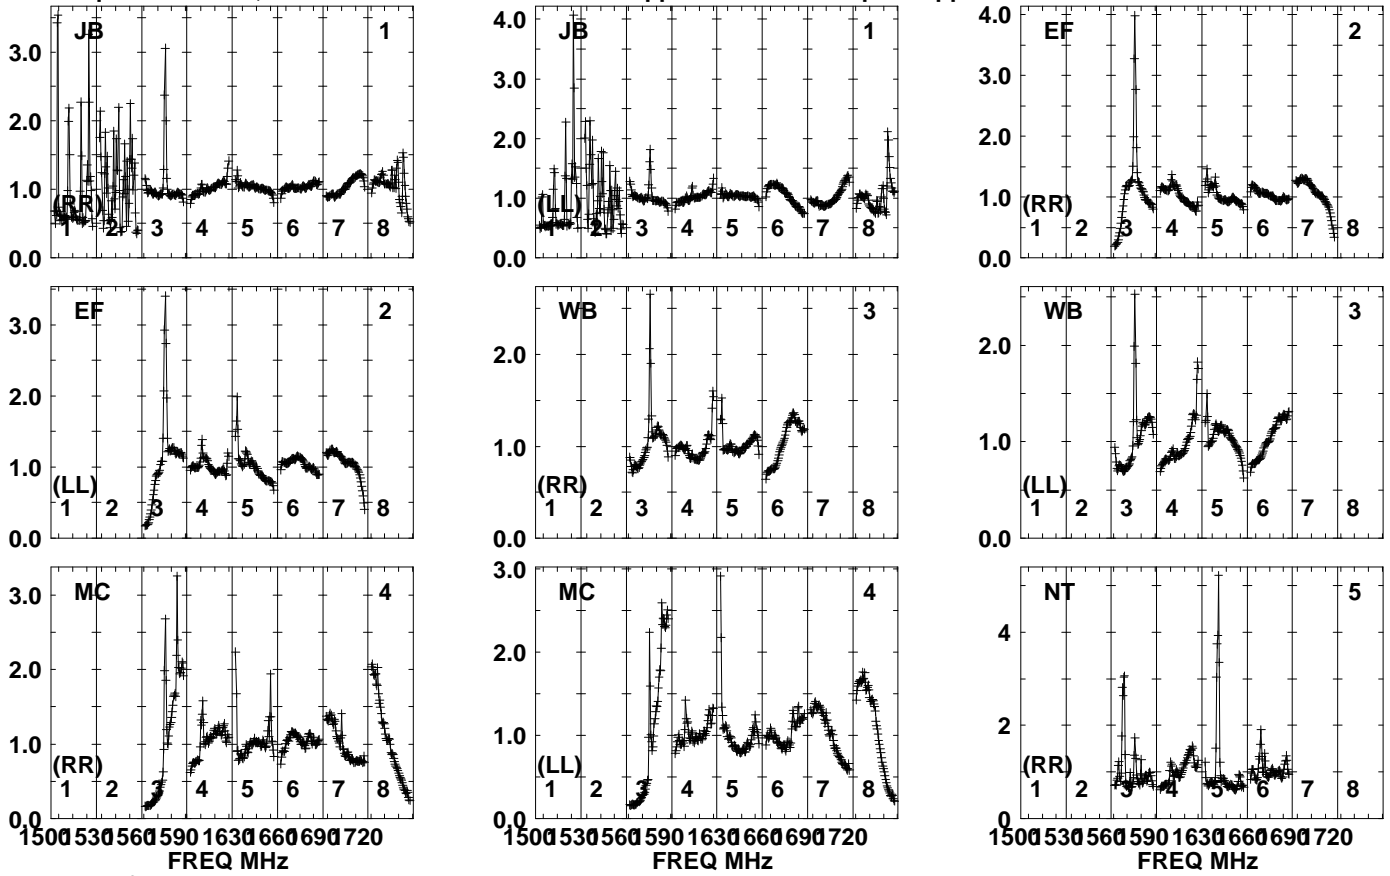 JB 1 JB 1 EF 2
3.0 4.0 4.0
2.0 3.0 3.0
1.0 2.0 2.0
0.0 1.0 1.0
0.0 0.0
(RR) (LL) (RR)
1 2 3 4 5 6 7 8 1 2 3 4 5 6 7 8 1 2 3 4 5 6 7 8
EF 2 WB 3 WB 3
3.0 2.0 2.0
2.0 1.0 1.0
1.0 0.0 0.0
0.0
(LL) (RR) (LL)
1 2 3 4 5 6 7 8 1 2 3 4 5 6 7 8 1 2 3 4 5 6 7 8
MC 4 MC 4 NT 5
3.0 3.0 4
2.0 2.0 2
1.0 1.0 0
0.0 0.0
(RR) (LL) (RR)
1 2 3 4 5 6 7 8 1 2 3 4 5 6 7 8 1 2 3 4 5 6 7 8
1500 1530 1560 1590 1630 1660 1690 1720 1500 1530 1560 1590 1630 1660 1690 1720 1500 1530 1560 1590 1630 1660 1690 1720
FREQ MHz FREQ MHz FREQ MHz